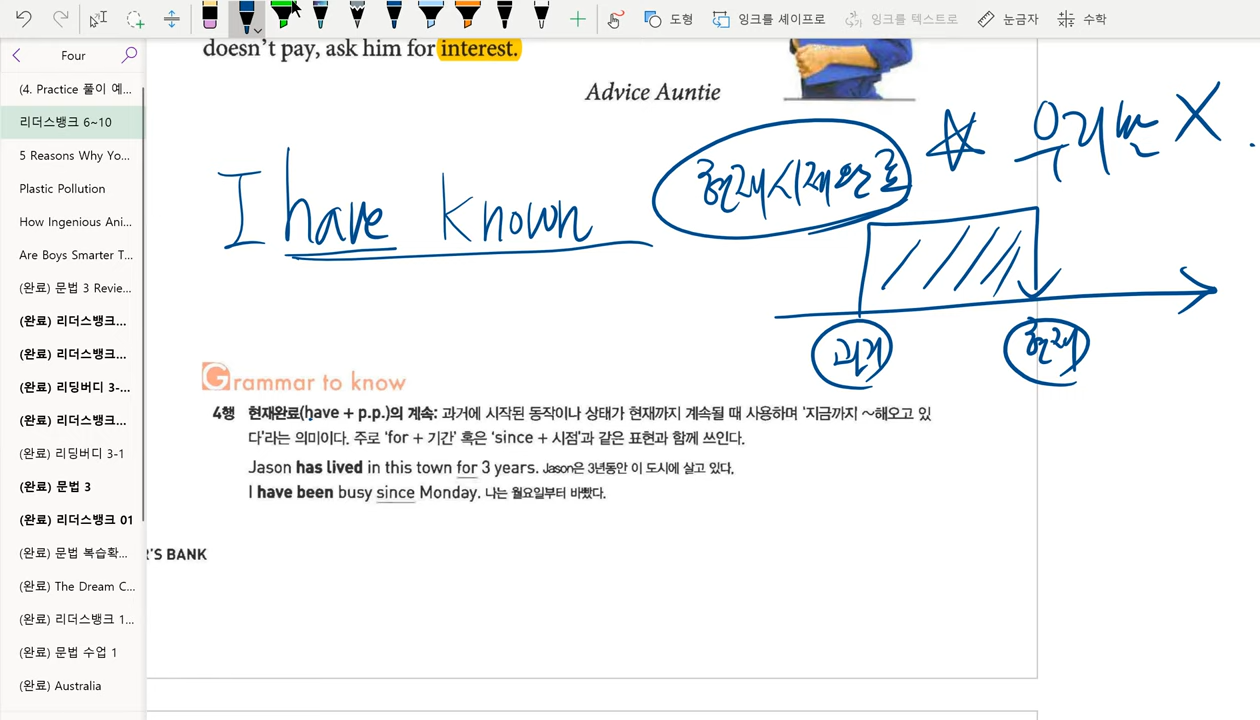 도형
잉크를 셰이프로
잉크를 텍스트로
눈금자
수학
Four
(4. Practice 풀이 예...
리더스뱅크 6~10
5 Reasons Why Yo...
Plastic Pollution
How Ingenious Ani...
Are Boys Smarter T...
(완료) 문법 3 Revie...
(완료) 리더스뱅크...
(완료) 리더스뱅크...
(완료) 리딩버디 3-...
(완료) 리더스뱅크...
(완료) 리딩버디 3-1
(완료) 문법 3
(완료) 리더스뱅크 01
(완료) 문법 복습확...
(완료) The Dream C...
(완료) 리더스뱅크 1...
(완료) 문법 수업 1
(완료) Australia
doesn't pay, ask him for interest.
Advice Auntie
I have known
현재시제완료
우리말 X
과거
현재
Grammar to know
4행 현재완료(have + p.p.)의 계속: 과거에 시작된 동작이나 상태가 현재까지 계속될 때 사용하며 '지금까지 ~해오고 있
다'라는 의미이다. 주로 'for + 기간' 혹은 'since + 시점'과 같은 표현과 함께 쓰인다.
Jason has lived in this town for 3 years. Jason은 3년동안 이 도시에 살고 있다.
I have been busy since Monday. 나는 월요일부터 바빴다.
R'S BANK